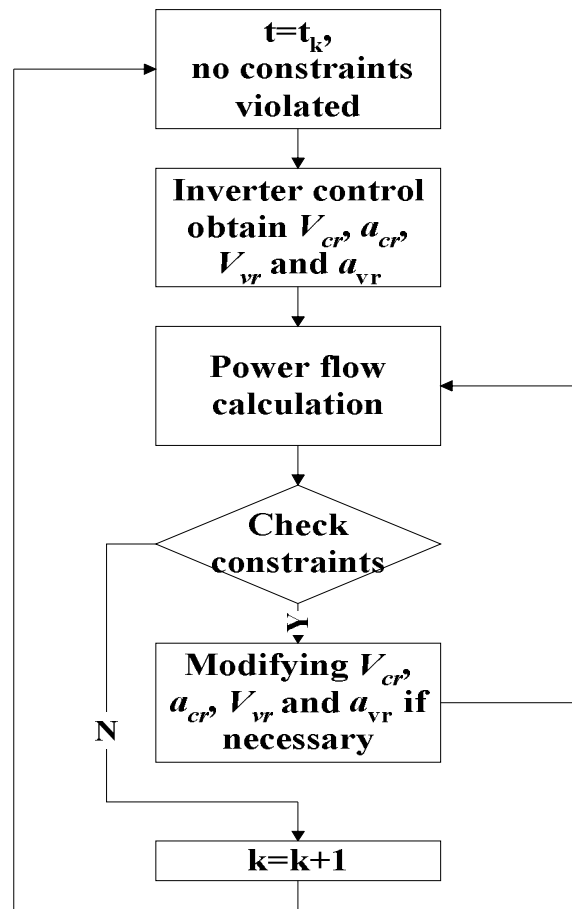 t=tk,
no constraints
violated
Inverter control
obtain Vcr, acr,
Vvr and avr
Power flow
calculation
Check
constraints
Y
Modifying Vcr,
acr, Vvr and avr if
necessary
N
k=k+1